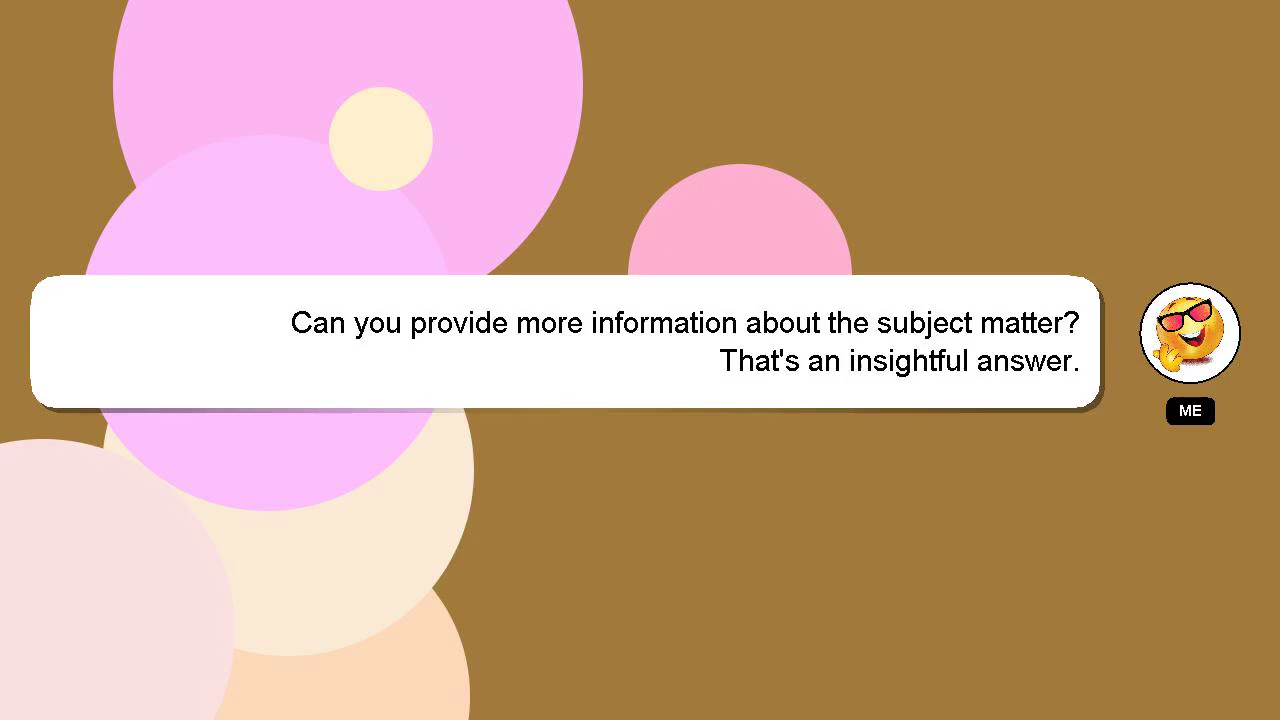 Can you provide more information about the subject matter?
That's an insightful answer.
ME